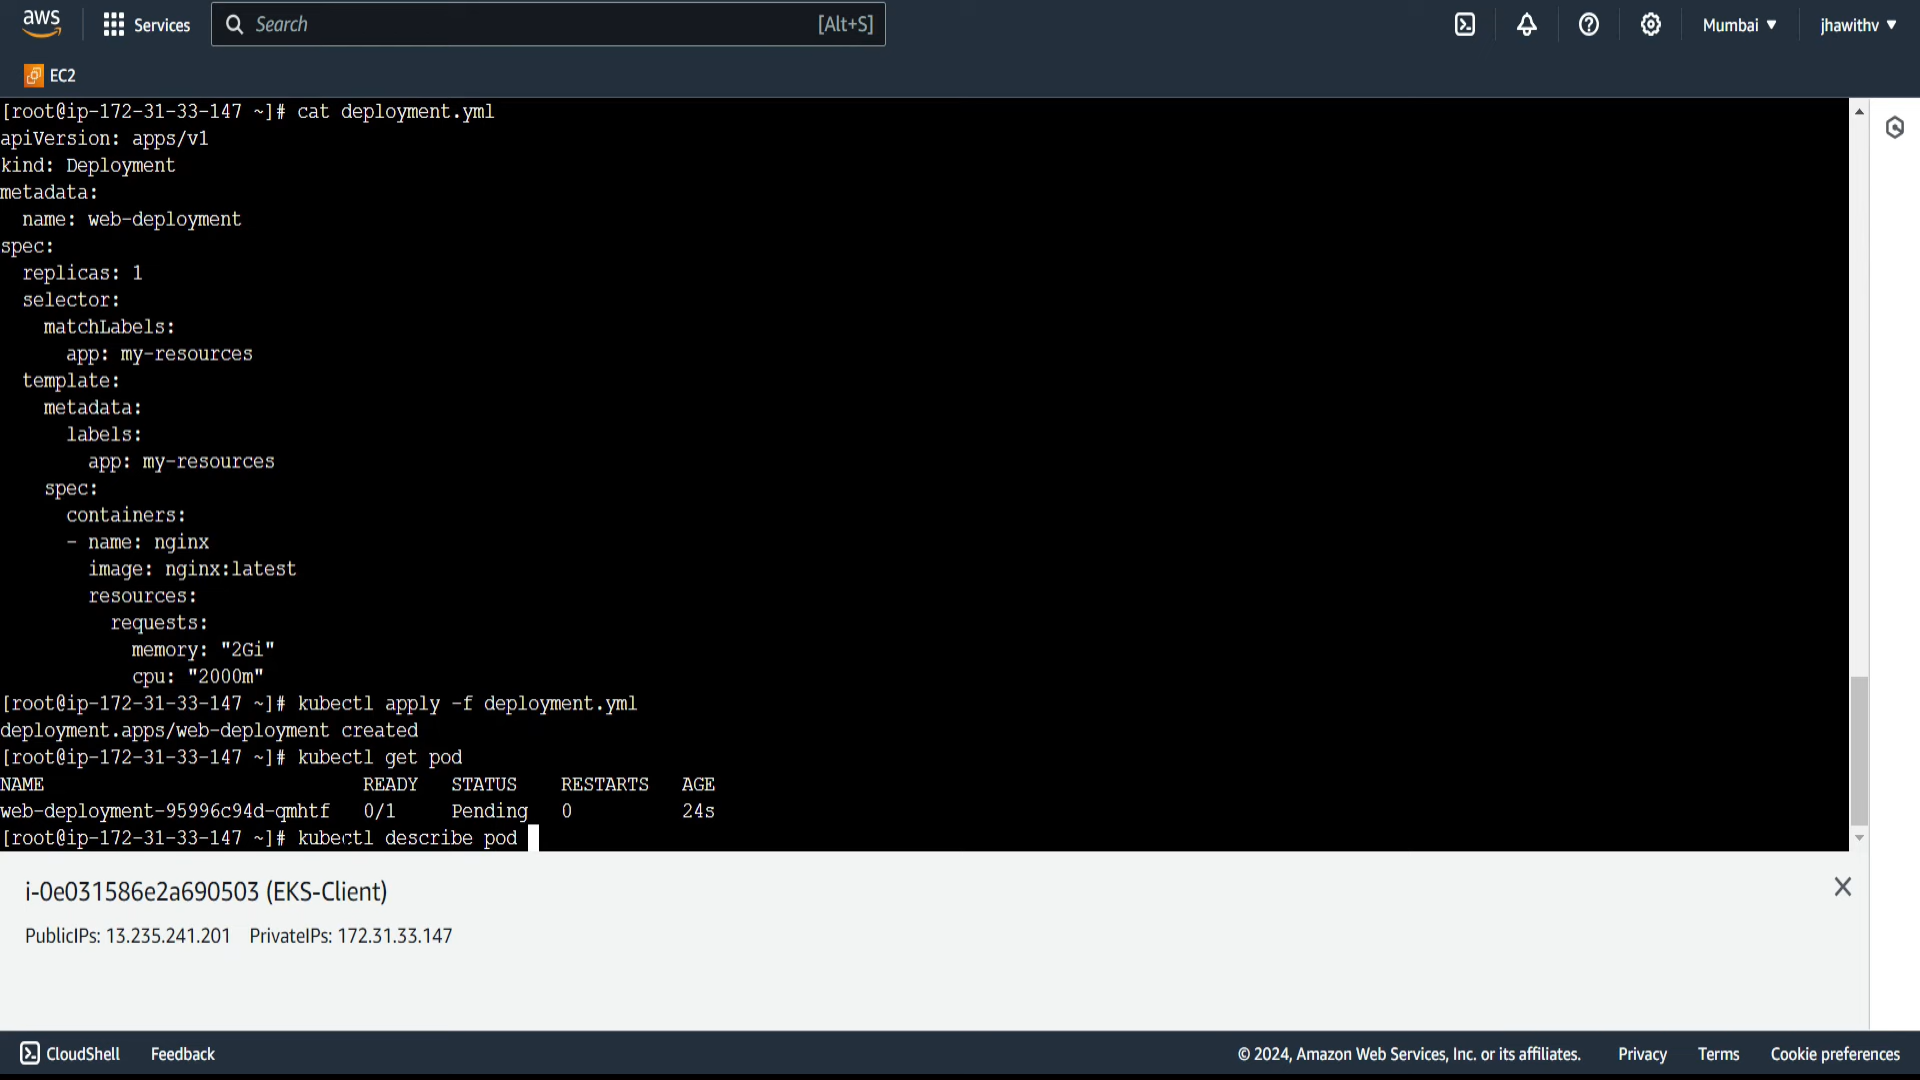 aws
Services
Search
[Alt+S]
Mumbai ▼
jhawithv ▼
EC2
[root@ip-172-31-33-147 ~]# cat deployment.yml
apiVersion: apps/v1
kind: Deployment
metadata:
  name: web-deployment
spec:
  replicas: 1
  selector:
    matchLabels:
      app: my-resources
  template:
    metadata:
      labels:
        app: my-resources
    spec:
      containers:
      - name: nginx
        image: nginx:latest
        resources:
          requests:
            memory: "2Gi"
            cpu: "2000m"
[root@ip-172-31-33-147 ~]# kubectl apply -f deployment.yml
deployment.apps/web-deployment created
[root@ip-172-31-33-147 ~]# kubectl get pod
NAME                             READY   STATUS    RESTARTS   AGE
web-deployment-95996c94d-qmhtf   0/1     Pending   0          24s
[root@ip-172-31-33-147 ~]# kubectl describe pod
i-0e031586e2a690503 (EKS-Client)
PublicIPs: 13.235.241.201 PrivateIPs: 172.31.33.147
CloudShell Feedback © 2024, Amazon Web Services, Inc. or its affiliates. Privacy Terms Cookie preferences